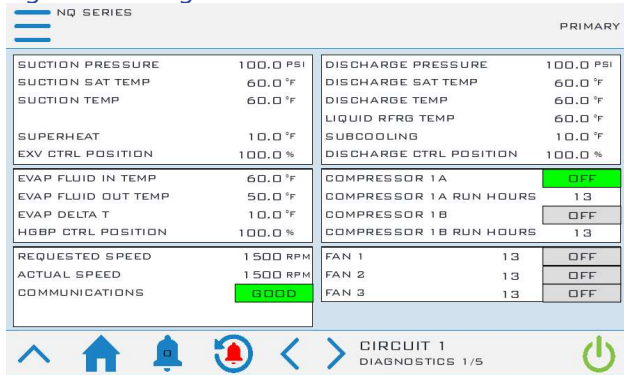 NQ SERIES
PRIMARY
SUCTION PRESSURE 100.0 PSI
SUCTION SAT TEMP 60.0 °F
SUCTION TEMP 60.0 °F
SUPERHEAT 10.0 °F
EXV CTRL POSITION 100.0 %
DISCHARGE PRESSURE 100.0 PSI
DISCHARGE SAT TEMP 60.0 °F
DISCHARGE TEMP 60.0 °F
LIQUID RFRG TEMP 60.0 °F
SUBCOOLING 10.0 °F
DISCHARGE CTRL POSITION 100.0 %
EVAP FLUID IN TEMP 60.0 °F
EVAP FLUID OUT TEMP 50.0 °F
EVAP DELTA T 10.0 °F
HGBP CTRL POSITION 100.0 %
COMPRESSOR 1A OFF
COMPRESSOR 1A RUN HOURS 13
COMPRESSOR 1B OFF
COMPRESSOR 1B RUN HOURS 13
REQUESTED SPEED 1500 RPM
ACTUAL SPEED 1500 RPM
COMMUNICATIONS GOOD
FAN 1 13 OFF
FAN 2 13 OFF
FAN 3 13 OFF
0
CIRCUIT 1
DIAGNOSTICS 1/5